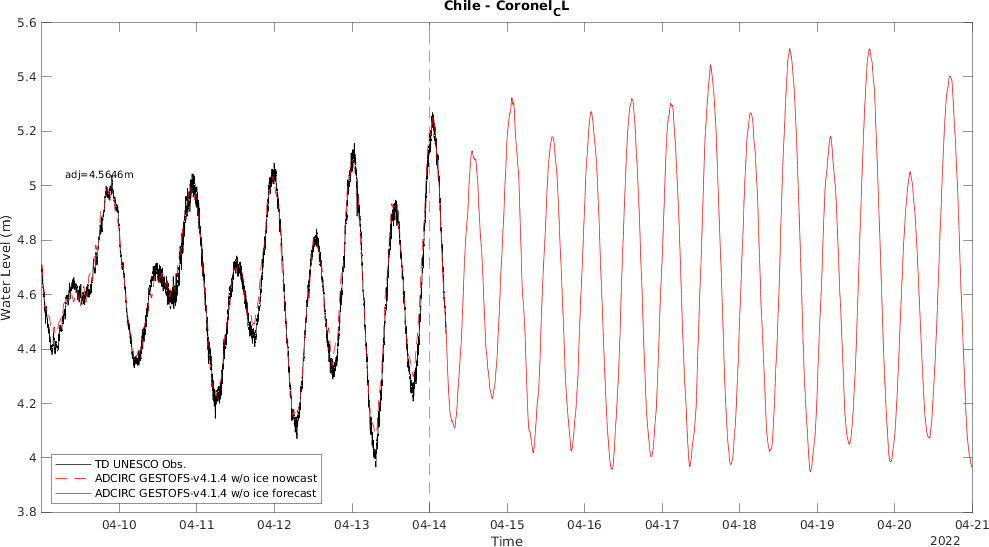 Chile - Coronel_CL
5.6
5.4
5.2
5
4.8
4.6
4.4
4.2
4
3.8
Water Level (m)
adj=4.5646m
TD UNESCO Obs.
ADCIRC GESTOFS-v4.1.4 w/o ice nowcast
ADCIRC GESTOFS-v4.1.4 w/o ice forecast
04-10 04-11 04-12 04-13 04-14 04-15 04-16 04-17 04-18 04-19 04-20 04-21
Time
2022